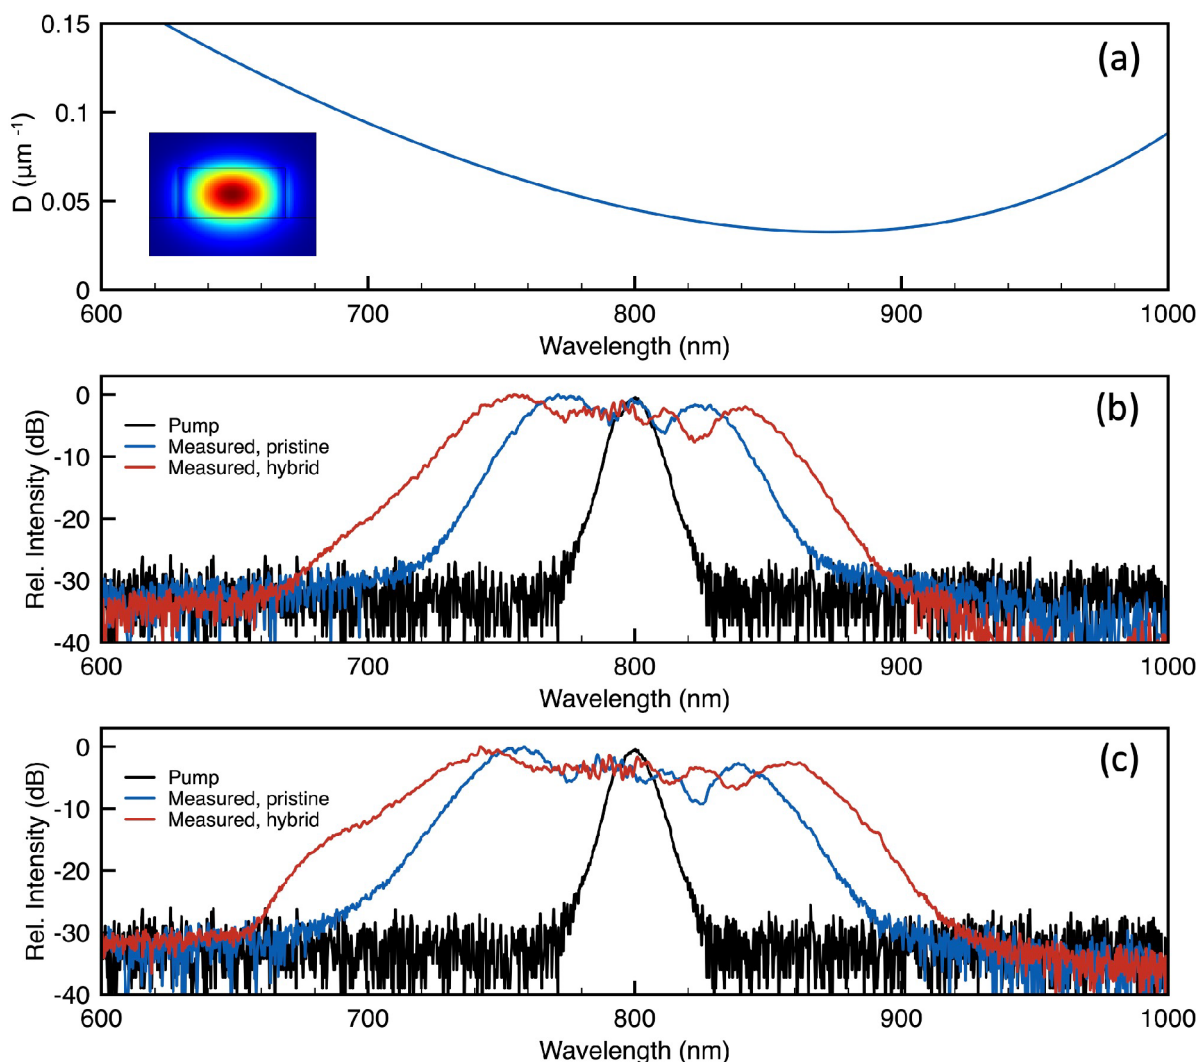 (a)
0.15
0.1
0.05
0
D (μm ⁻¹)
600 700 800 900 1000
Wavelength (nm)
(b)
0
-10
-20
-30
-40
Rel. Intensity (dB)
Pump
Measured, pristine
Measured, hybrid
600 700 800 900 1000
Wavelength (nm)
(c)
0
-10
-20
-30
-40
Rel. Intensity (dB)
Pump
Measured, pristine
Measured, hybrid
600 700 800 900 1000
Wavelength (nm)